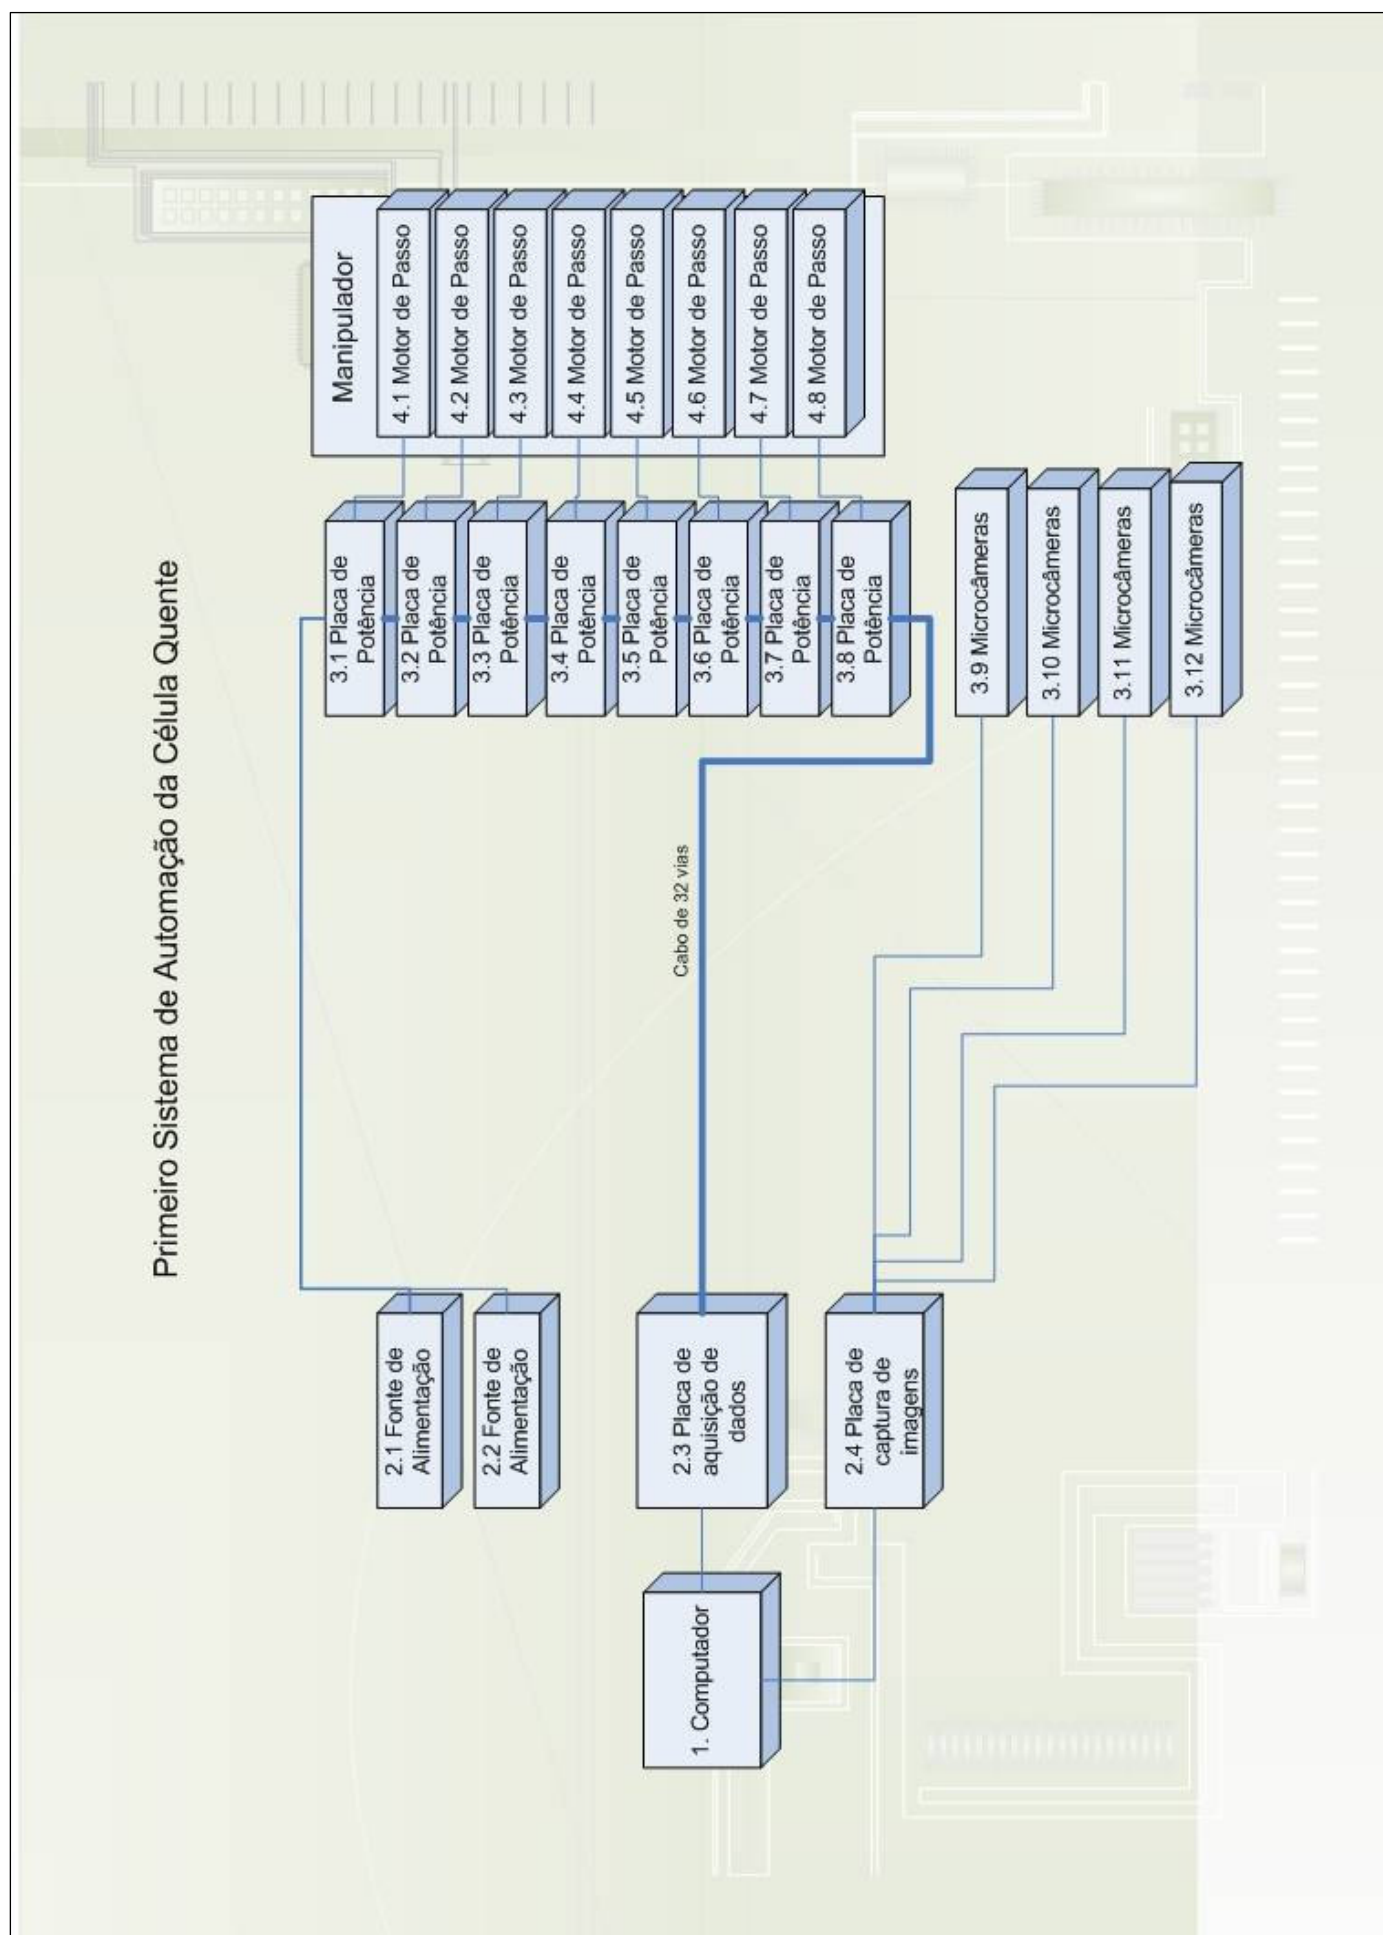 Primeiro Sistema de Automação da Célula Quente
2.1 Fonte de
Alimentação
2.2 Fonte de
Alimentação
1. Computador
2.3 Placa de
aquisição de
dados
2.4 Placa de
captura de
imagens
Cabo de 32 vias
3.1 Placa de
Potência
3.2 Placa de
Potência
3.3 Placa de
Potência
3.4 Placa de
Potência
3.5 Placa de
Potência
3.6 Placa de
Potência
3.7 Placa de
Potência
3.8 Placa de
Potência
3.9 Microcâmeras
3.10 Microcâmeras
3.11 Microcâmeras
3.12 Microcâmeras
Manipulador
4.1 Motor de Passo
4.2 Motor de Passo
4.3 Motor de Passo
4.4 Motor de Passo
4.5 Motor de Passo
4.6 Motor de Passo
4.7 Motor de Passo
4.8 Motor de Passo